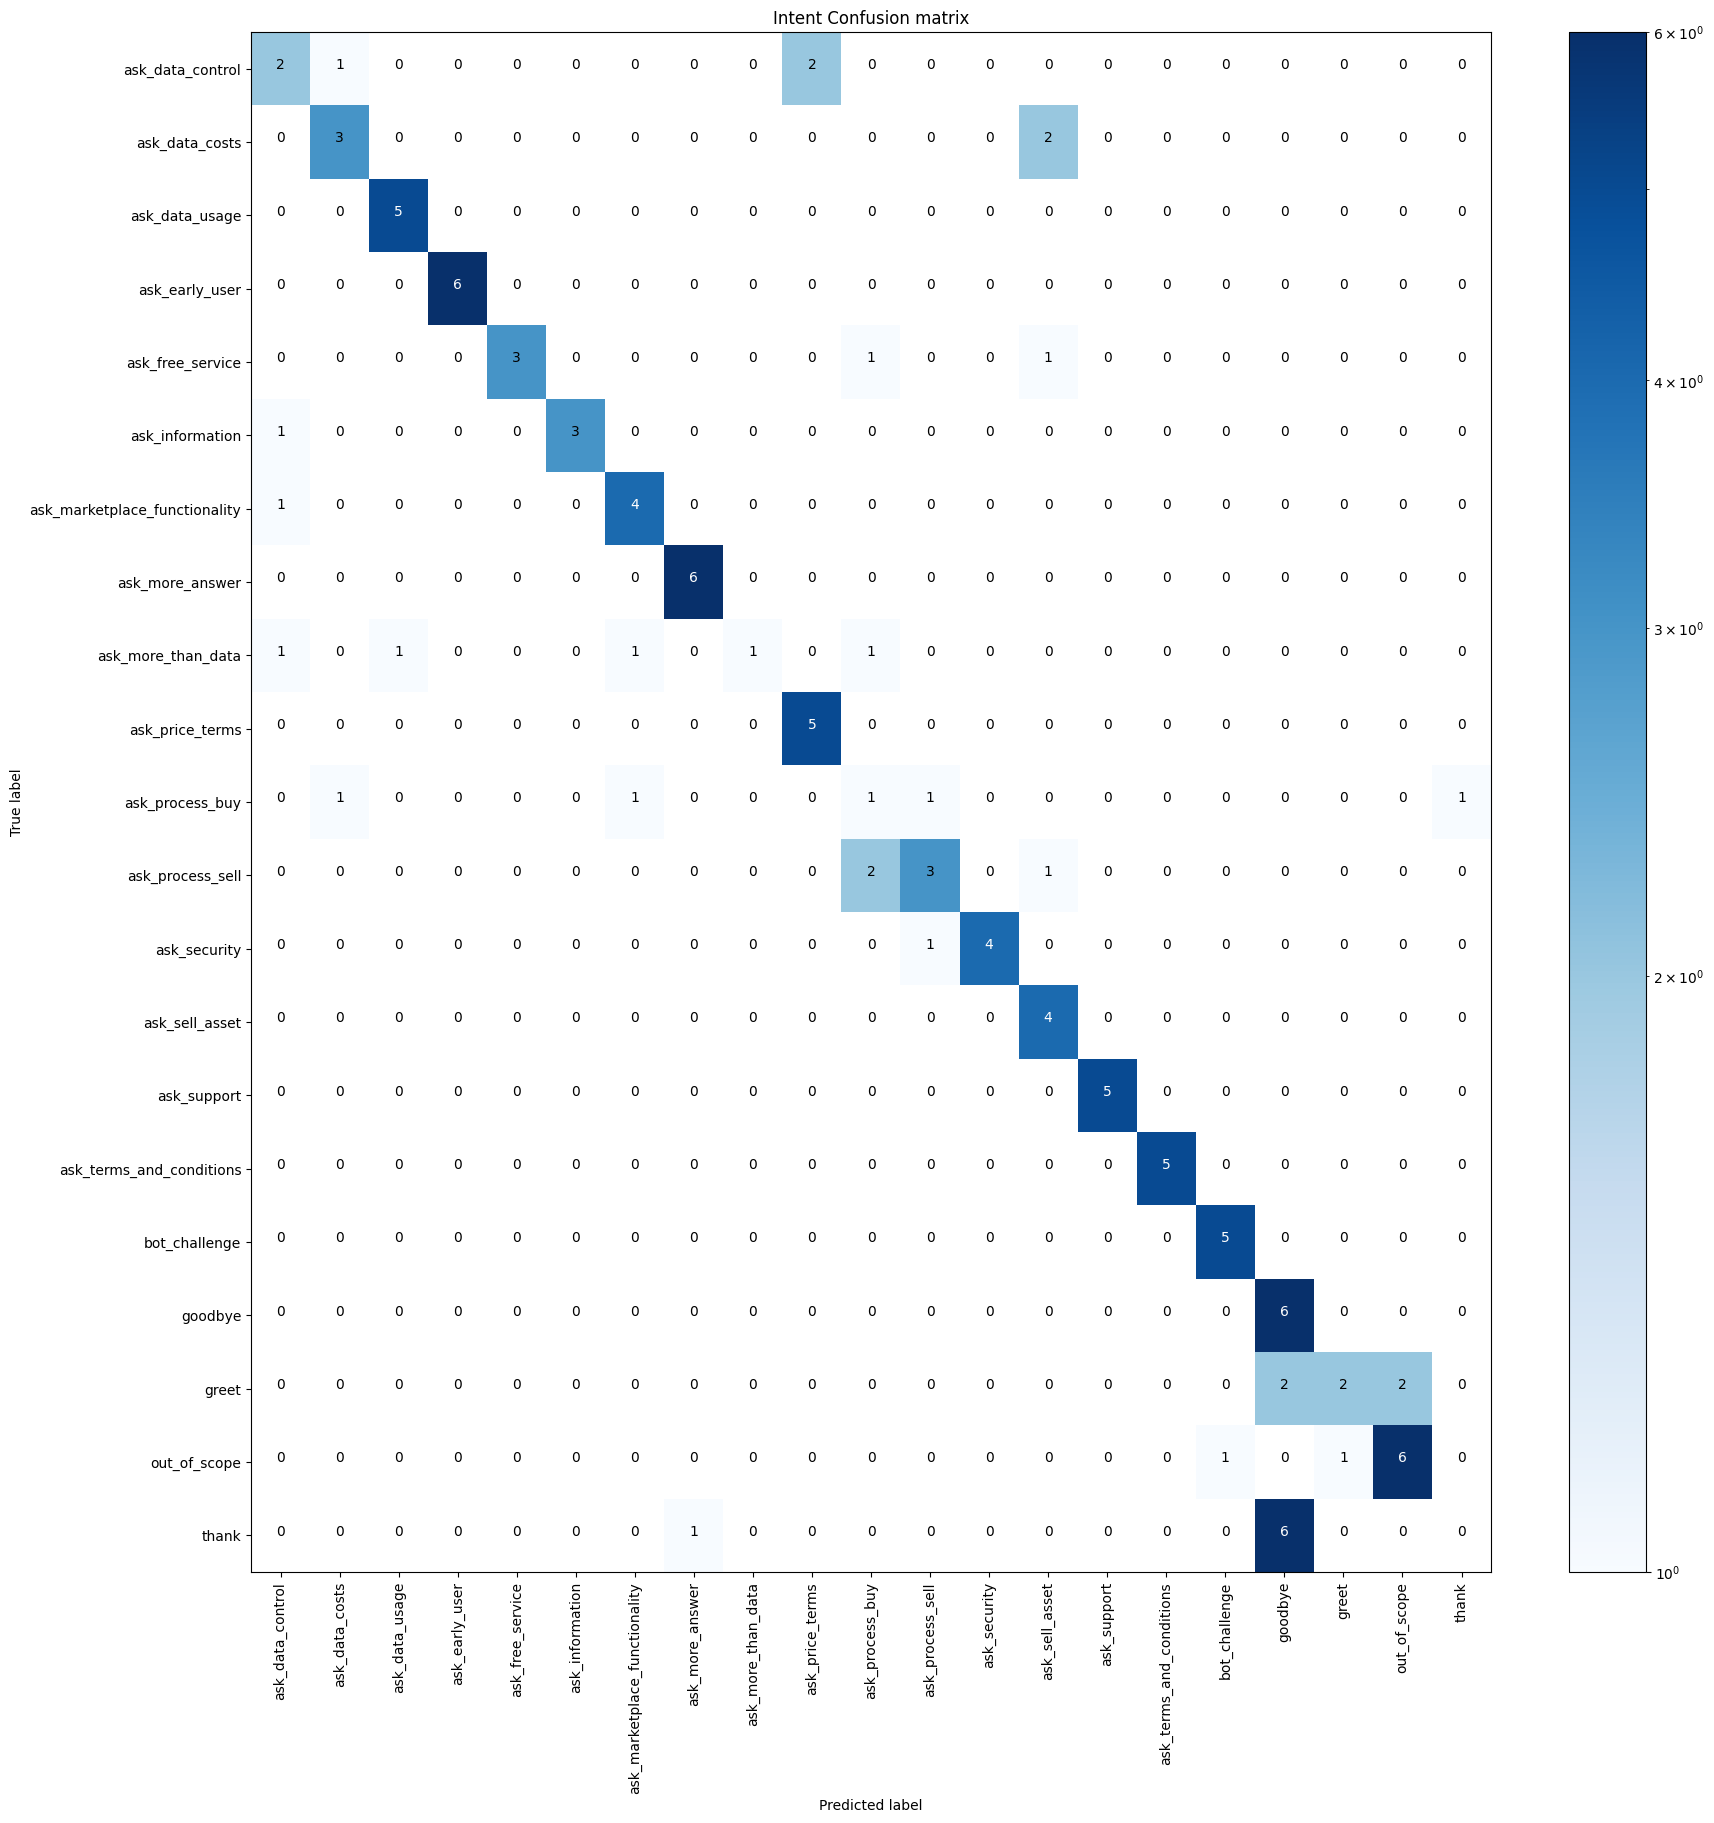 Intent Confusion matrix
ask_data_control 2 1 0 0 0 0 0 0 0 2 0 0 0 0 0 0 0 0 0 0 0
ask_data_costs 0 3 0 0 0 0 0 0 0 0 0 0 0 2 0 0 0 0 0 0 0
ask_data_usage 0 0 5 0 0 0 0 0 0 0 0 0 0 0 0 0 0 0 0 0 0
ask_early_user 0 0 0 6 0 0 0 0 0 0 0 0 0 0 0 0 0 0 0 0 0
ask_free_service 0 0 0 0 3 0 0 0 0 0 1 0 0 1 0 0 0 0 0 0 0
ask_information 1 0 0 0 0 3 0 0 0 0 0 0 0 0 0 0 0 0 0 0 0
ask_marketplace_functionality 1 0 0 0 0 0 4 0 0 0 0 0 0 0 0 0 0 0 0 0 0
ask_more_answer 0 0 0 0 0 0 0 6 0 0 0 0 0 0 0 0 0 0 0 0 0
ask_more_than_data 1 0 1 0 0 0 1 0 1 0 1 0 0 0 0 0 0 0 0 0 0
ask_price_terms 0 0 0 0 0 0 0 0 0 5 0 0 0 0 0 0 0 0 0 0 0
ask_process_buy 0 1 0 0 0 0 1 0 0 0 1 1 0 0 0 0 0 0 0 0 1
ask_process_sell 0 0 0 0 0 0 0 0 0 0 2 3 0 1 0 0 0 0 0 0 0
ask_security 0 0 0 0 0 0 0 0 0 0 0 1 4 0 0 0 0 0 0 0 0
ask_sell_asset 0 0 0 0 0 0 0 0 0 0 0 0 0 4 0 0 0 0 0 0 0
ask_support 0 0 0 0 0 0 0 0 0 0 0 0 0 0 5 0 0 0 0 0 0
ask_terms_and_conditions 0 0 0 0 0 0 0 0 0 0 0 0 0 0 0 5 0 0 0 0 0
bot_challenge 0 0 0 0 0 0 0 0 0 0 0 0 0 0 0 0 5 0 0 0 0
goodbye 0 0 0 0 0 0 0 0 0 0 0 0 0 0 0 0 0 6 0 0 0
greet 0 0 0 0 0 0 0 0 0 0 0 0 0 0 0 0 0 2 2 2 0
out_of_scope 0 0 0 0 0 0 0 0 0 0 0 0 0 0 0 0 1 0 1 6 0
thank 0 0 0 0 0 0 0 1 0 0 0 0 0 0 0 0 0 6 0 0 0
True label
ask_data_control
ask_data_costs
ask_data_usage
ask_early_user
ask_free_service
ask_information
ask_marketplace_functionality
ask_more_answer
ask_more_than_data
ask_price_terms
ask_process_buy
ask_process_sell
ask_security
ask_sell_asset
ask_support
ask_terms_and_conditions
bot_challenge
goodbye
greet
out_of_scope
thank
Predicted label
6 × 10⁰
4 × 10⁰
3 × 10⁰
2 × 10⁰
10⁰